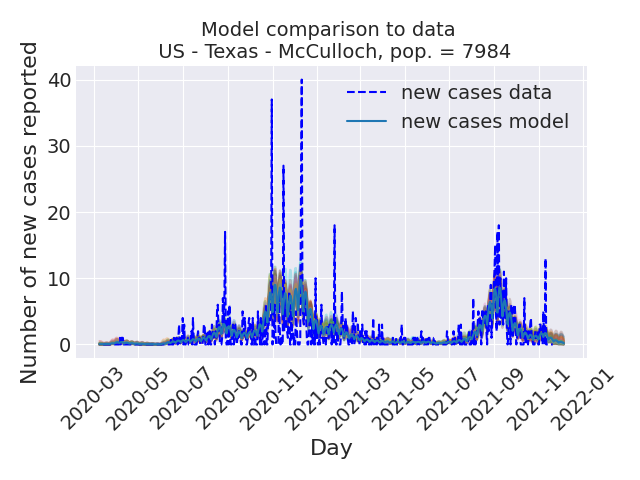 Model comparison to data
US - Texas - McCulloch, pop. = 7984
Number of new cases reported
40
30
20
10
0
new cases data
new cases model
2020-03
2020-05
2020-07
2020-09
2020-11
2021-01
2021-03
2021-05
2021-07
2021-09
2021-11
2022-01
Day